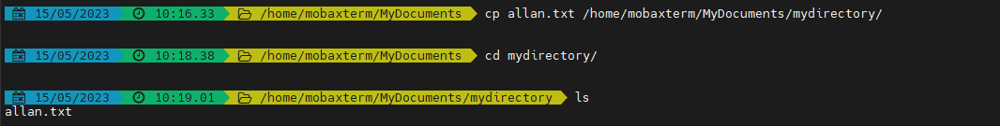 15/05/2023 10:16.33 /home/mobaxterm/MyDocuments cp allan.txt /home/mobaxterm/MyDocuments/mydirectory/
15/05/2023 10:18.38 /home/mobaxterm/MyDocuments cd mydirectory/
15/05/2023 10:19.01 /home/mobaxterm/MyDocuments/mydirectory ls
allan.txt